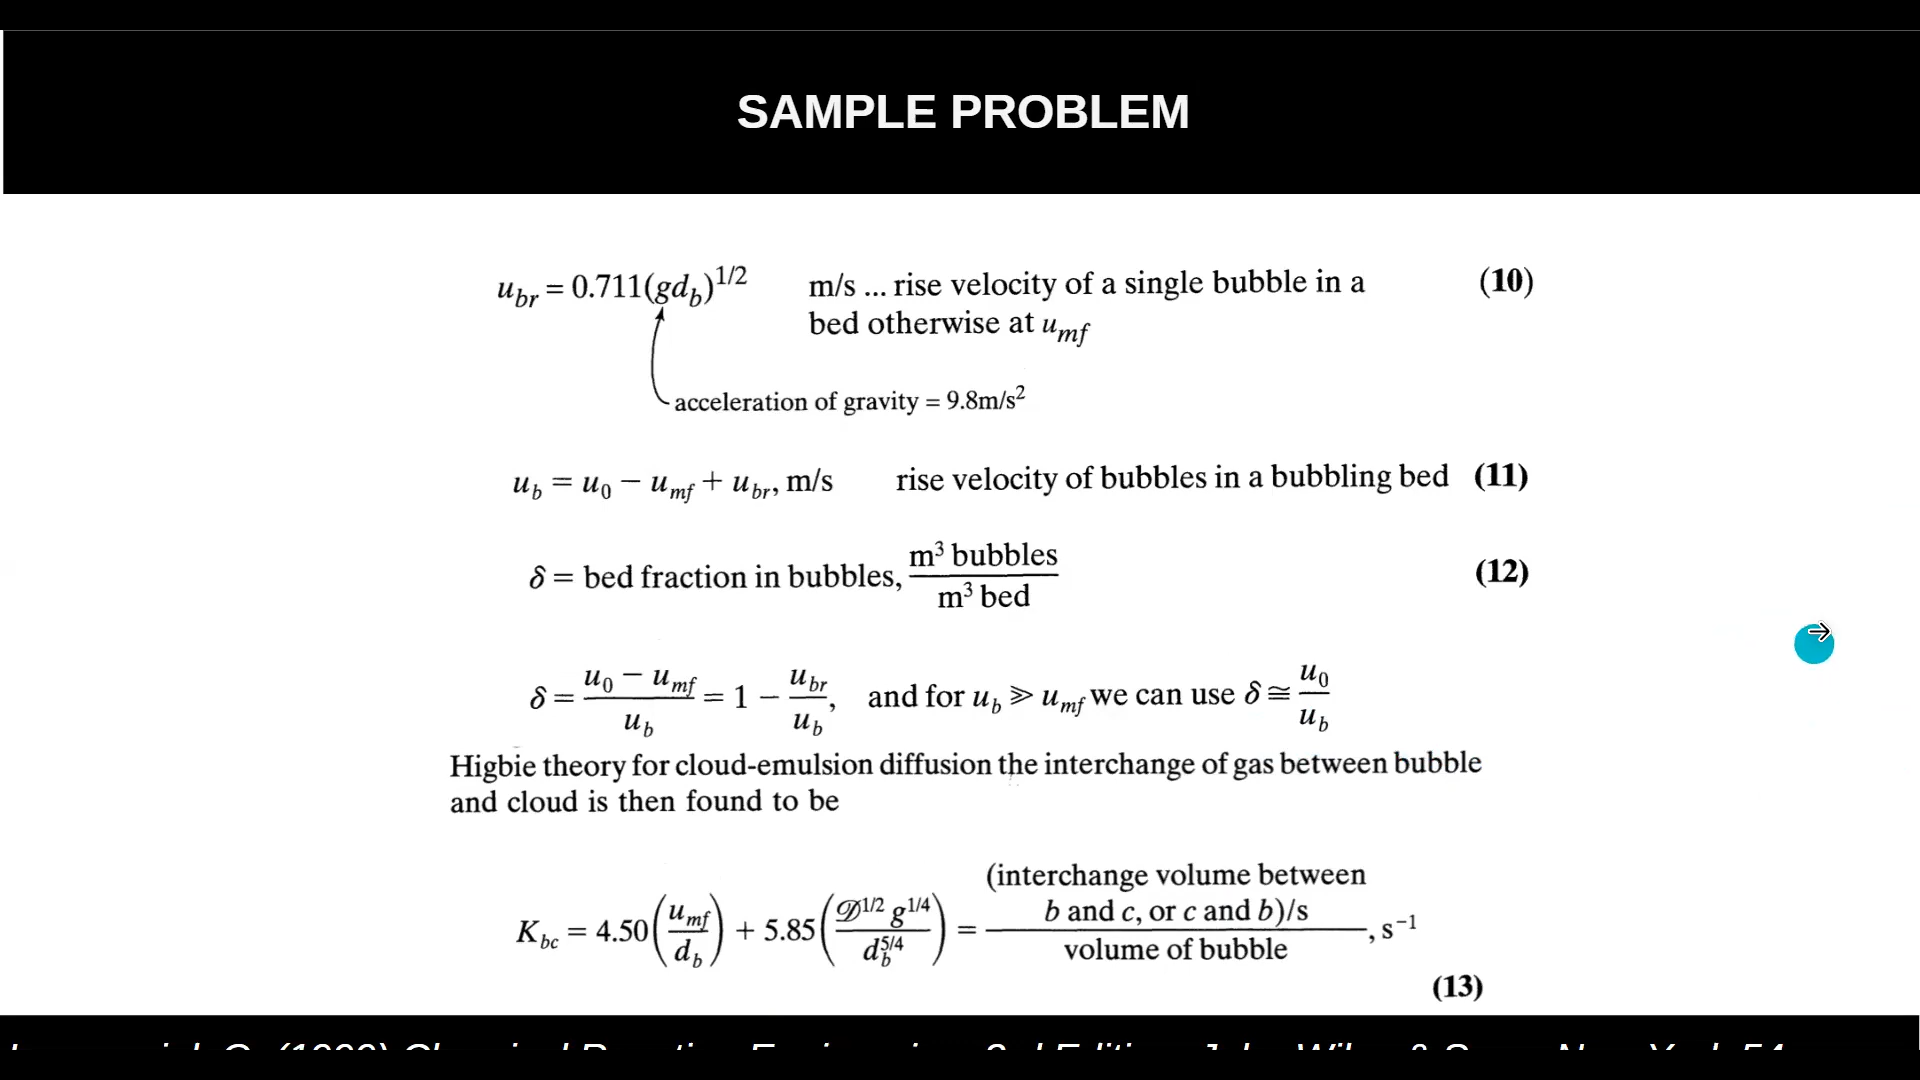 SAMPLE PROBLEM
u_br = 0.711(gd_b)^1/2 m/s ... rise velocity of a single bubble in a (10)
bed otherwise at u_mf
acceleration of gravity = 9.8m/s²
u_b = u_0 − u_mf + u_br, m/s rise velocity of bubbles in a bubbling bed (11)
δ = bed fraction in bubbles, m³ bubbles / m³ bed (12)
δ = (u_0 − u_mf)/u_b = 1 − u_br/u_b, and for u_b ≫ u_mf we can use δ ≅ u_0/u_b
Higbie theory for cloud-emulsion diffusion the interchange of gas between bubble
and cloud is then found to be
K_bc = 4.50(u_mf/d_b) + 5.85(𝒟^1/2 g^1/4 / d_b^5/4) = (interchange volume between b and c, or c and b)/s / volume of bubble, s⁻¹
(13)